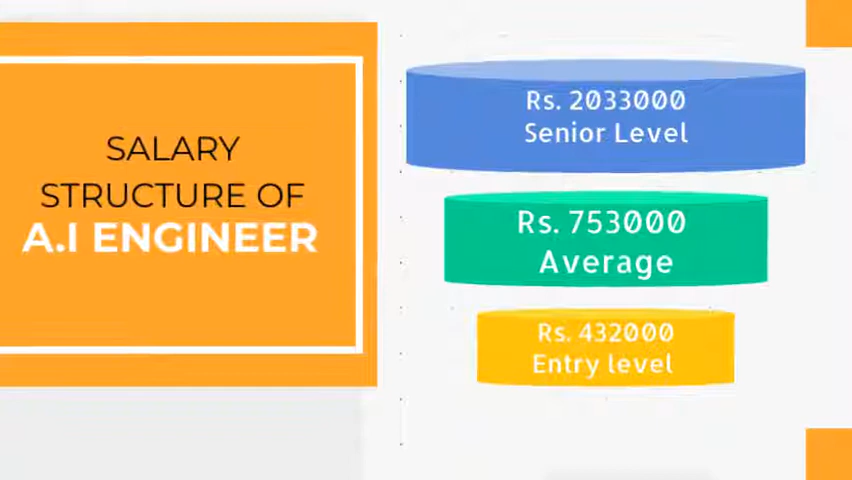 SALARY
STRUCTURE OF
A.I ENGINEER
Rs. 2033000
Senior Level
Rs. 753000
Average
Rs. 432000
Entry level